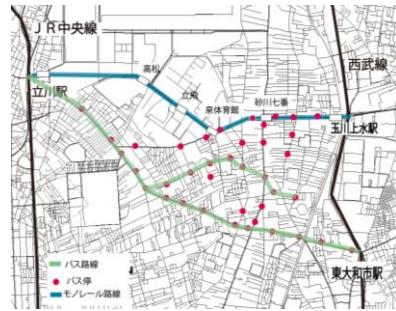 JR中央線
西武線
高松
立川駅
立飛
泉体育館
砂川七番
玉川上水駅
バス路線
バス停
モノレール路線
東大和市駅